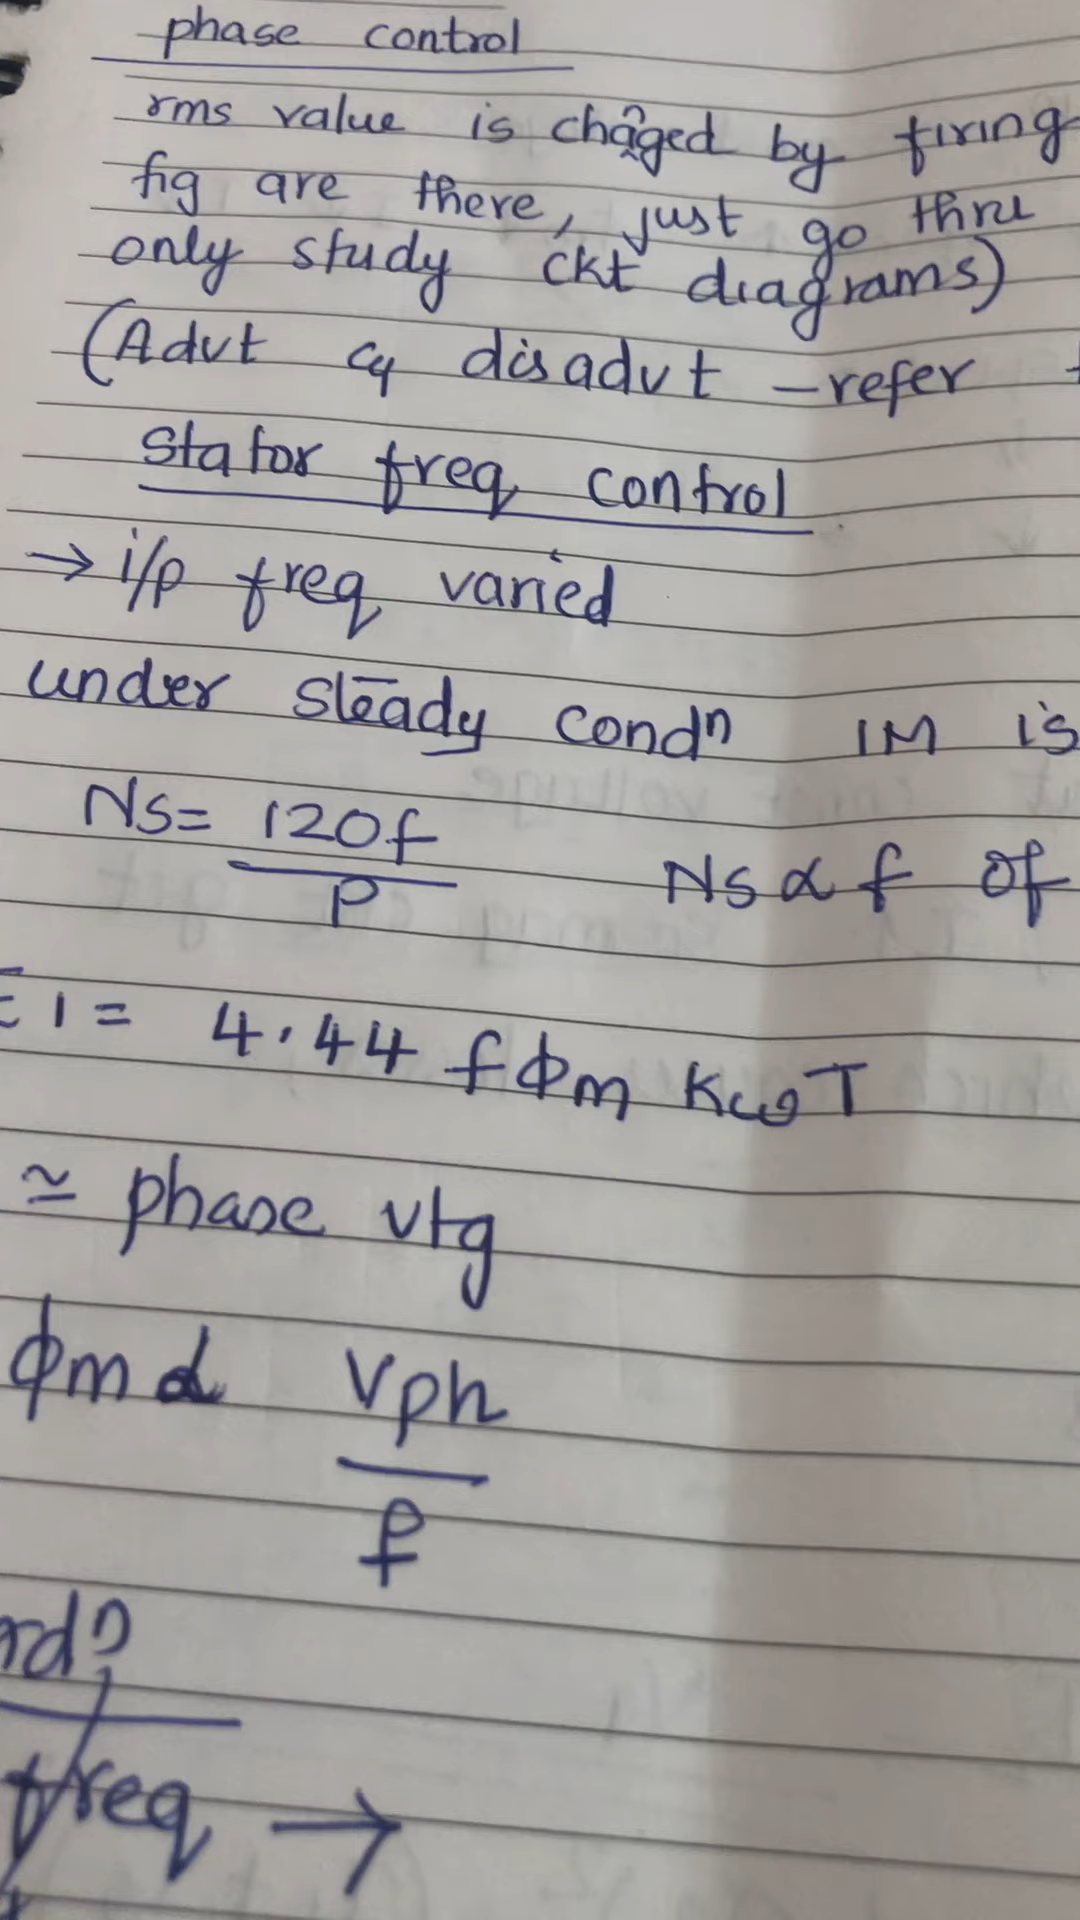 phase control
rms value is chaged by firing
fig are there, just go thru
only study ckt diagrams)
(Advt & disadvt - refer
Stator freq control
→ i/p freq varied
under steady condn IM is
Ns = 120f / P Ns α f of
E1 = 4.44 f Φm Kw T
≃ phase vtg
Φm α Vph / f
freq →